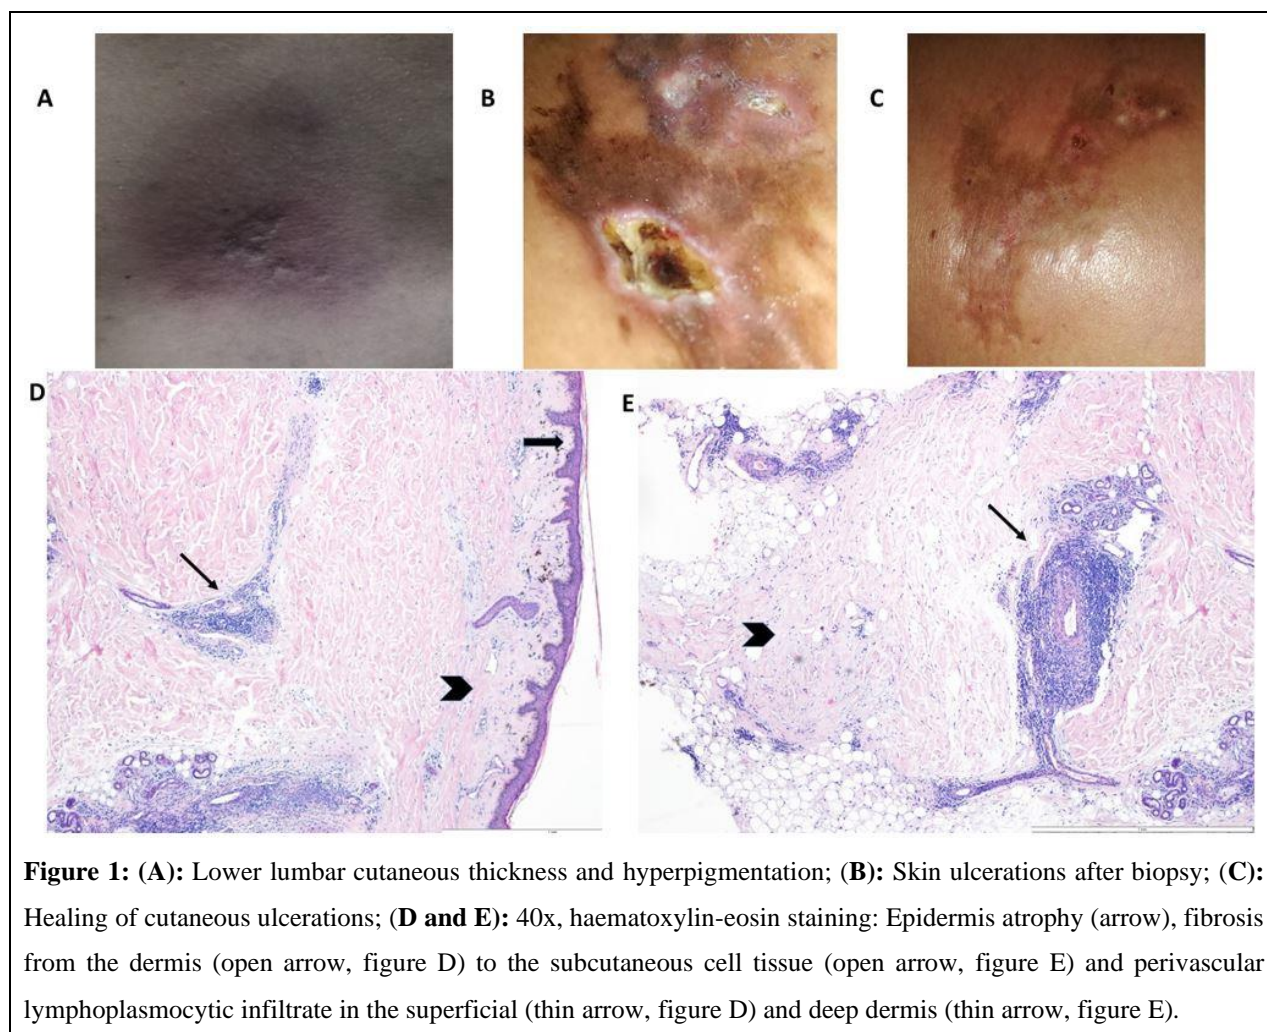 A
B
C
D
E
Figure 1: (A): Lower lumbar cutaneous thickness and hyperpigmentation; (B): Skin ulcerations after biopsy; (C):
Healing of cutaneous ulcerations; (D and E): 40x, haematoxylin-eosin staining: Epidermis atrophy (arrow), fibrosis
from the dermis (open arrow, figure D) to the subcutaneous cell tissue (open arrow, figure E) and perivascular
lymphoplasmocytic infiltrate in the superficial (thin arrow, figure D) and deep dermis (thin arrow, figure E).